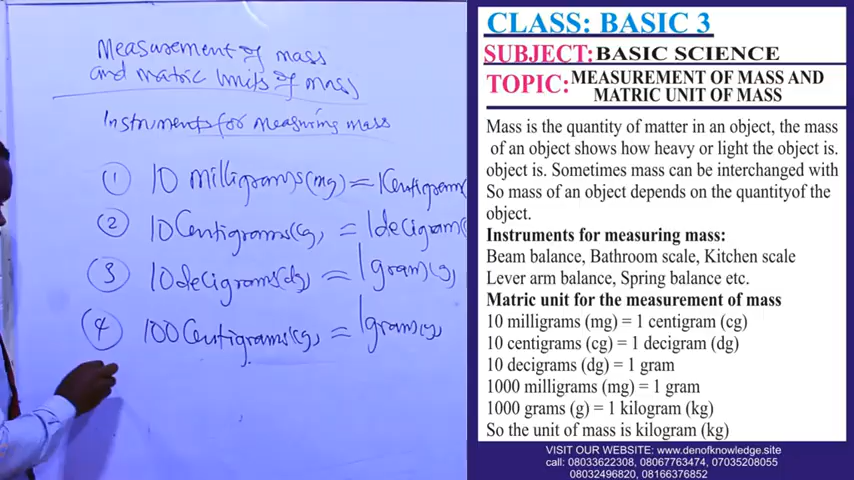 Measurement of mass
and matric Units of mass
Instruments for measuring mass
① 10 milligrams(mg) = 1Centigram(
② 10Centigrams(cg) = 1decigram(
③ 10decigrams(dg) = 1gram(g)
④ 100Centigrams(cg) = 1gram(g)
CLASS: BASIC 3
SUBJECT: BASIC SCIENCE
TOPIC: MEASUREMENT OF MASS AND
MATRIC UNIT OF MASS
Mass is the quantity of matter in an object, the mass
of an object shows how heavy or light the object is.
object is. Sometimes mass can be interchanged with
So mass of an object depends on the quantityof the
object.
Instruments for measuring mass:
Beam balance, Bathroom scale, Kitchen scale
Lever arm balance, Spring balance etc.
Matric unit for the measurement of mass
10 milligrams (mg) = 1 centigram (cg)
10 centigrams (cg) = 1 decigram (dg)
10 decigrams (dg) = 1 gram
1000 milligrams (mg) = 1 gram
1000 grams (g) = 1 kilogram (kg)
So the unit of mass is kilogram (kg)
VISIT OUR WEBSITE: www.denofknowledge.site
call: 08033622308, 08067763474, 07035208055
08032496820, 08166376852